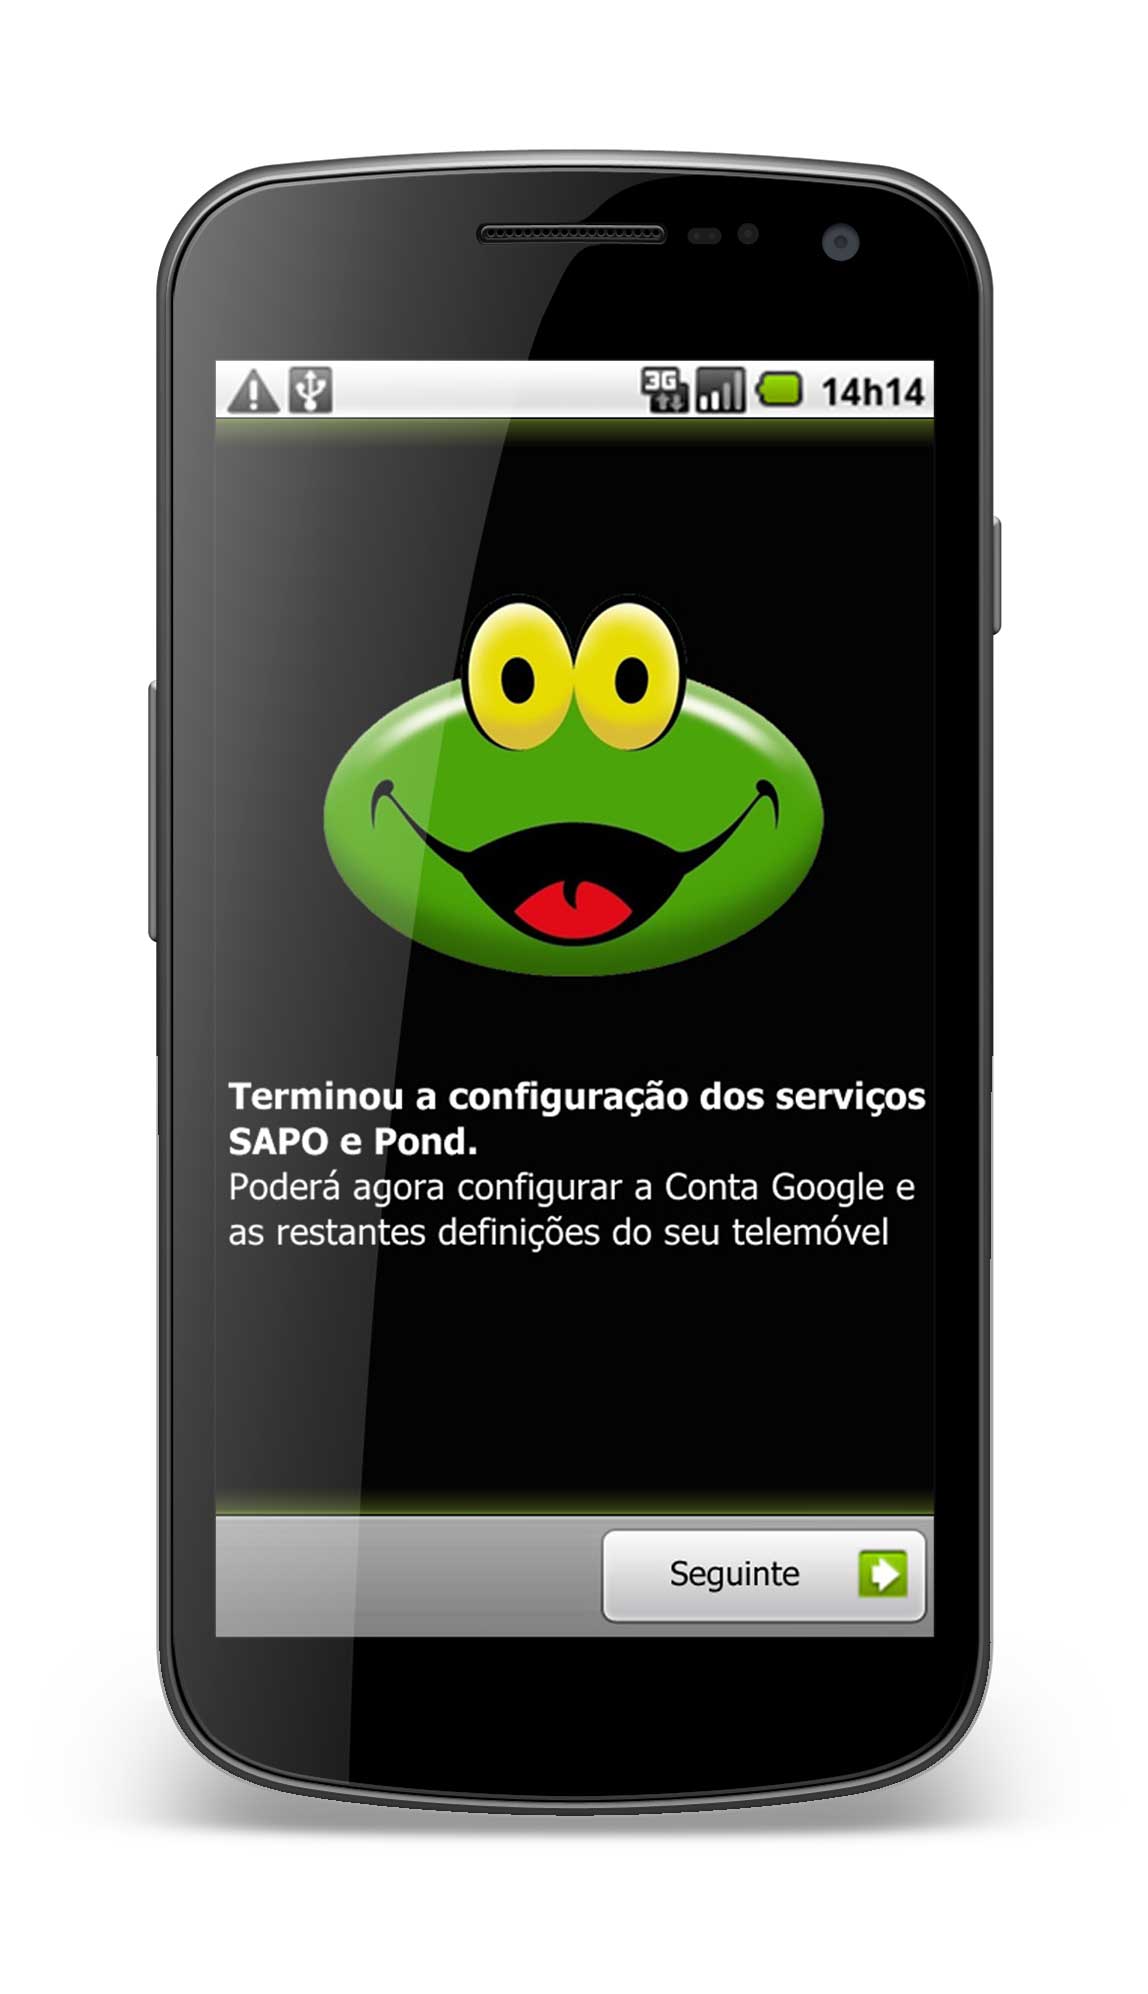 3G
14h14
Terminou a configuração dos serviços
SAPO e Pond.
Poderá agora configurar a Conta Google e
as restantes definições do seu telemóvel
Seguinte